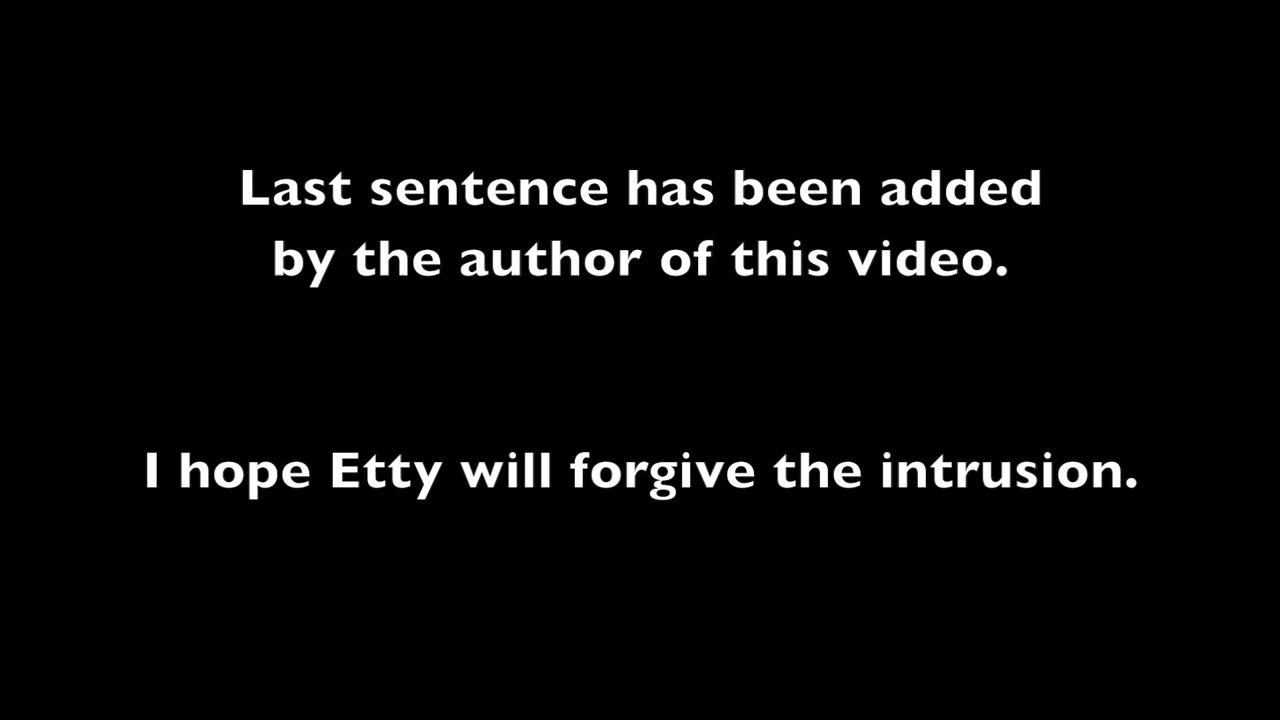 Last sentence has been added
by the author of this video.
I hope Etty will forgive the intrusion.